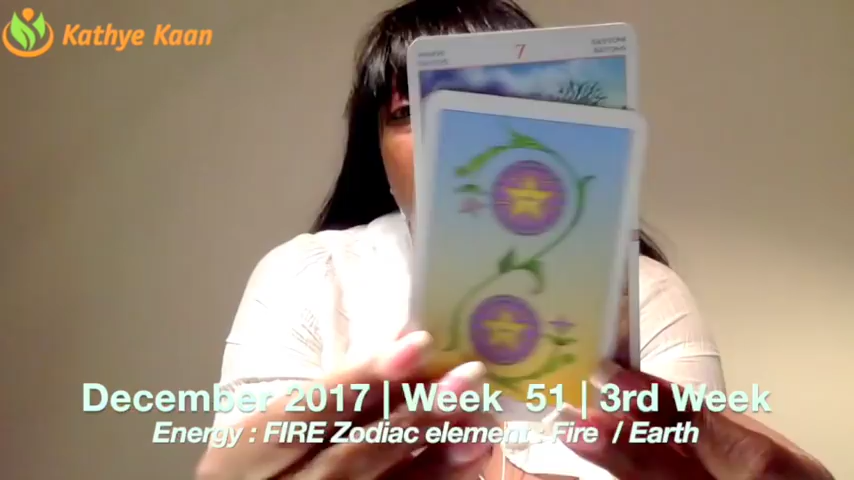 Kathye Kaan
7
December 2017 | Week 51 | 3rd Week
Energy : FIRE Zodiac element : Fire / Earth